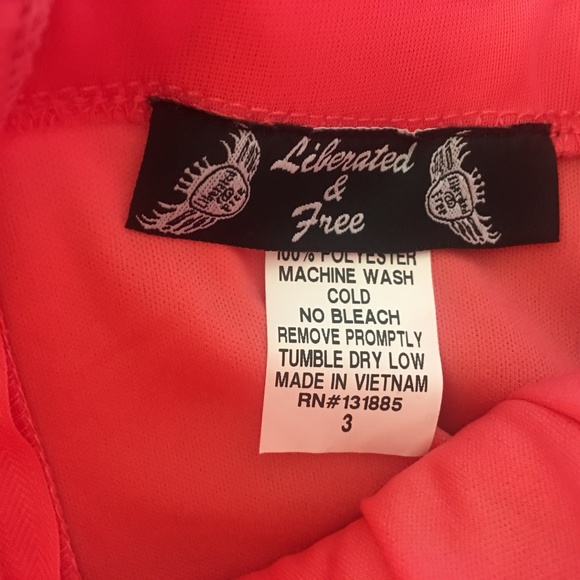 Liberated
&
Free
100% POLYESTER
MACHINE WASH
COLD
NO BLEACH
REMOVE PROMPTLY
TUMBLE DRY LOW
MADE IN VIETNAM
RN#131885
3